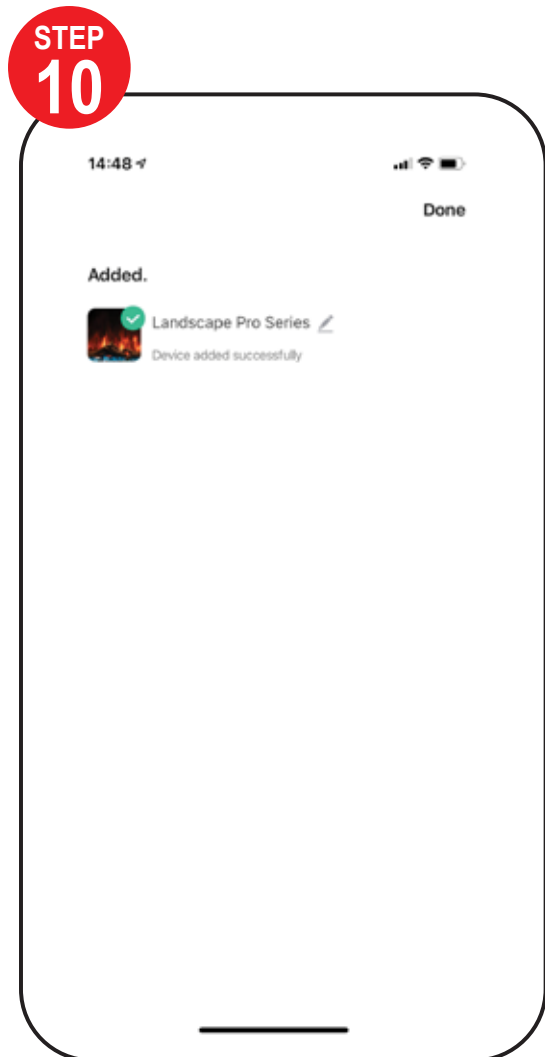 STEP
10
14:48
Done
Added.
Landscape Pro Series
Device added successfully